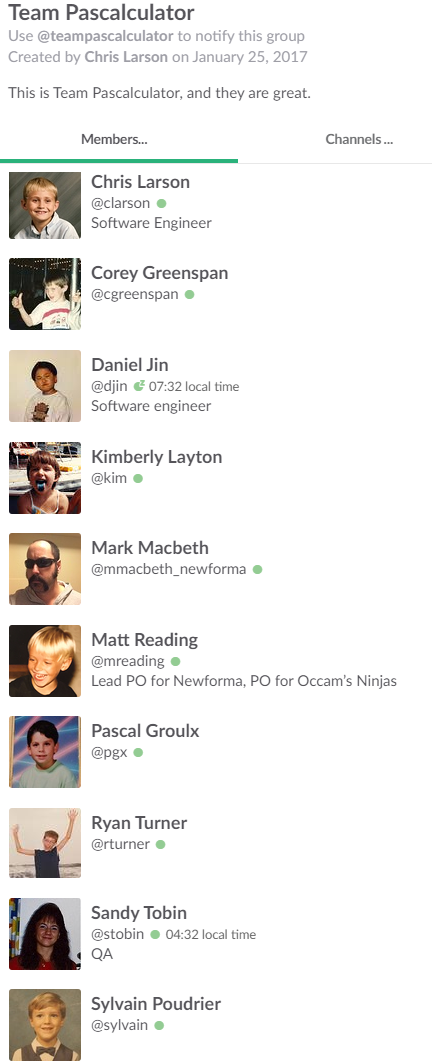 Team Pascalculator
Use @teampascalculator to notify this group
Created by Chris Larson on January 25, 2017
This is Team Pascalculator, and they are great.
Members...
Channels ...
Chris Larson
@clarson
Software Engineer
Corey Greenspan
@cgreenspan
Daniel Jin
@djin 07:32 local time
Software engineer
Kimberly Layton
@kim
Mark Macbeth
@mmacbeth_newforma
Matt Reading
@mreading
Lead PO for Newforma, PO for Occam's Ninjas
Pascal Groulx
@pgx
Ryan Turner
@rturner
Sandy Tobin
@stobin 04:32 local time
QA
Sylvain Poudrier
@sylvain